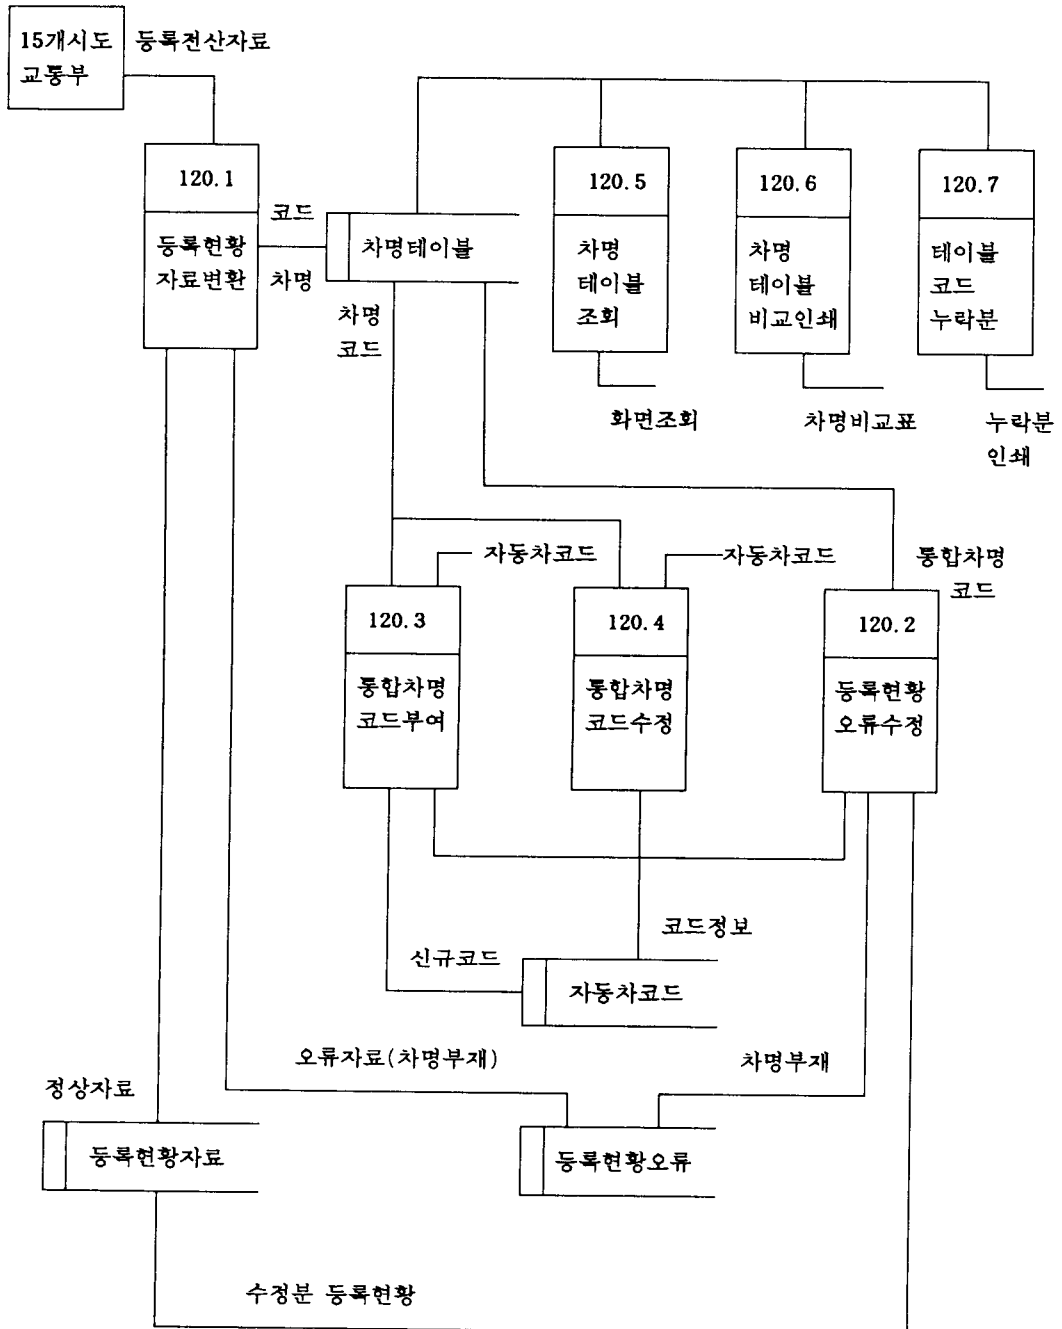 15개시도
교통부
등록전산자료
120.1
등록현황
자료변환
코드
차명
차명테이블
차명
코드
120.5
차명
테이블
조회
화면조회
120.6
차명
테이블
비교인쇄
차명비교표
120.7
테이블
코드
누락분
누락분
인쇄
자동차코드
자동차코드
통합차명
코드
120.3
통합차명
코드부여
120.4
통합차명
코드수정
120.2
등록현황
오류수정
코드정보
신규코드
자동차코드
오류자료(차명부재)
차명부재
정상자료
등록현황자료
등록현황오류
수정분 등록현황